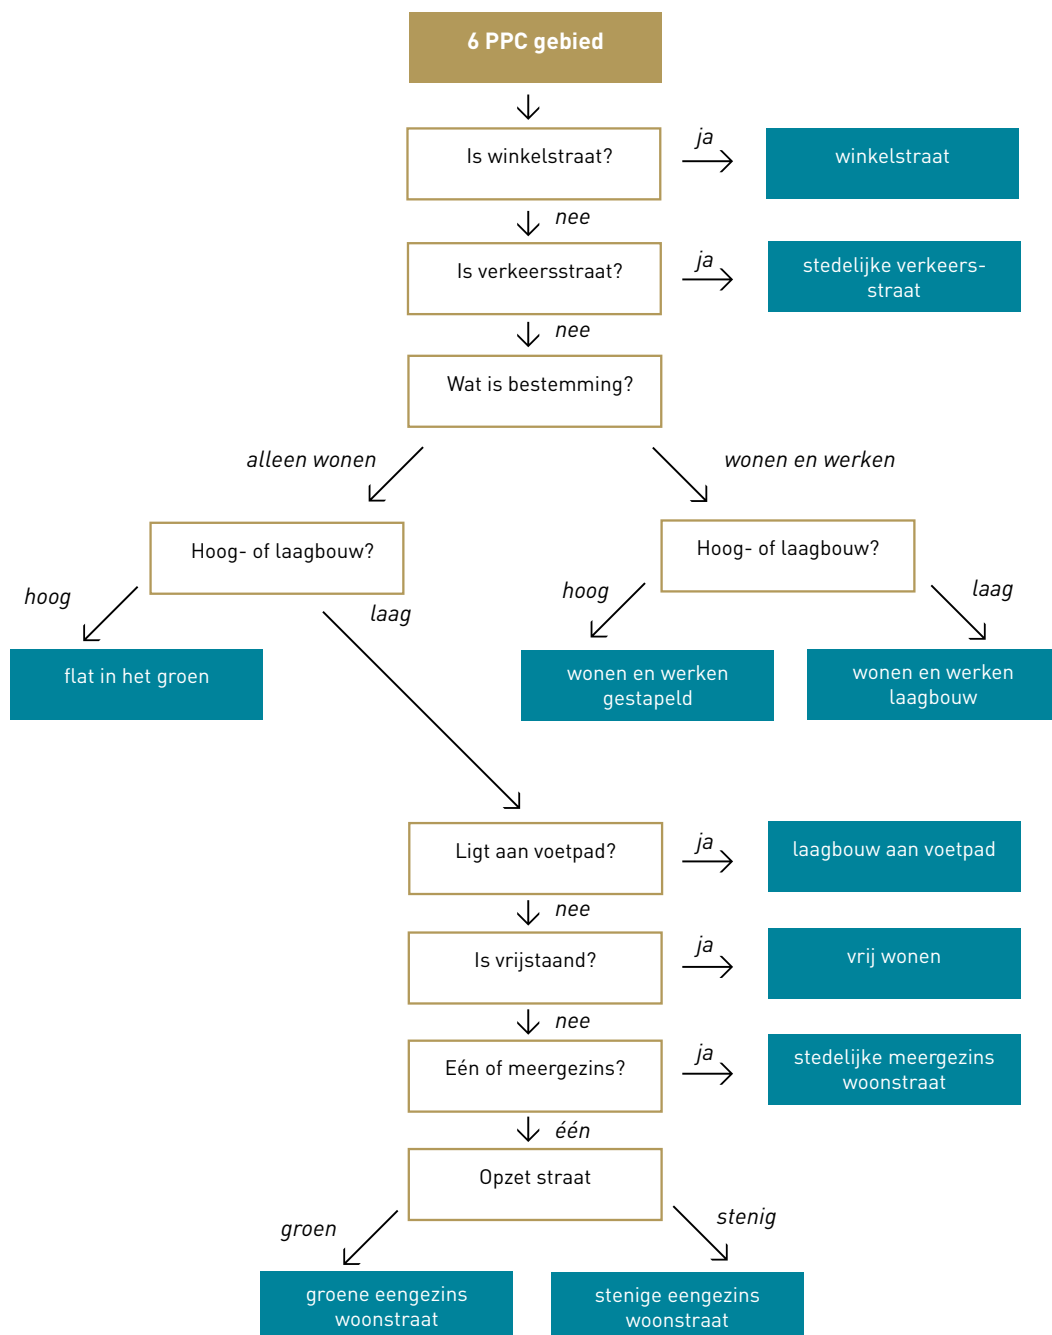 6 PPC gebied
Is winkelstraat?
ja
winkelstraat
nee
Is verkeersstraat?
ja
stedelijke verkeers-
straat
nee
Wat is bestemming?
alleen wonen
wonen en werken
Hoog- of laagbouw?
Hoog- of laagbouw?
hoog
laag
hoog
laag
flat in het groen
wonen en werken
gestapeld
wonen en werken
laagbouw
Ligt aan voetpad?
ja
laagbouw aan voetpad
nee
Is vrijstaand?
ja
vrij wonen
nee
Eén of meergezins?
ja
stedelijke meergezins
woonstraat
één
Opzet straat
groen
stenig
groene eengezins
woonstraat
stenige eengezins
woonstraat